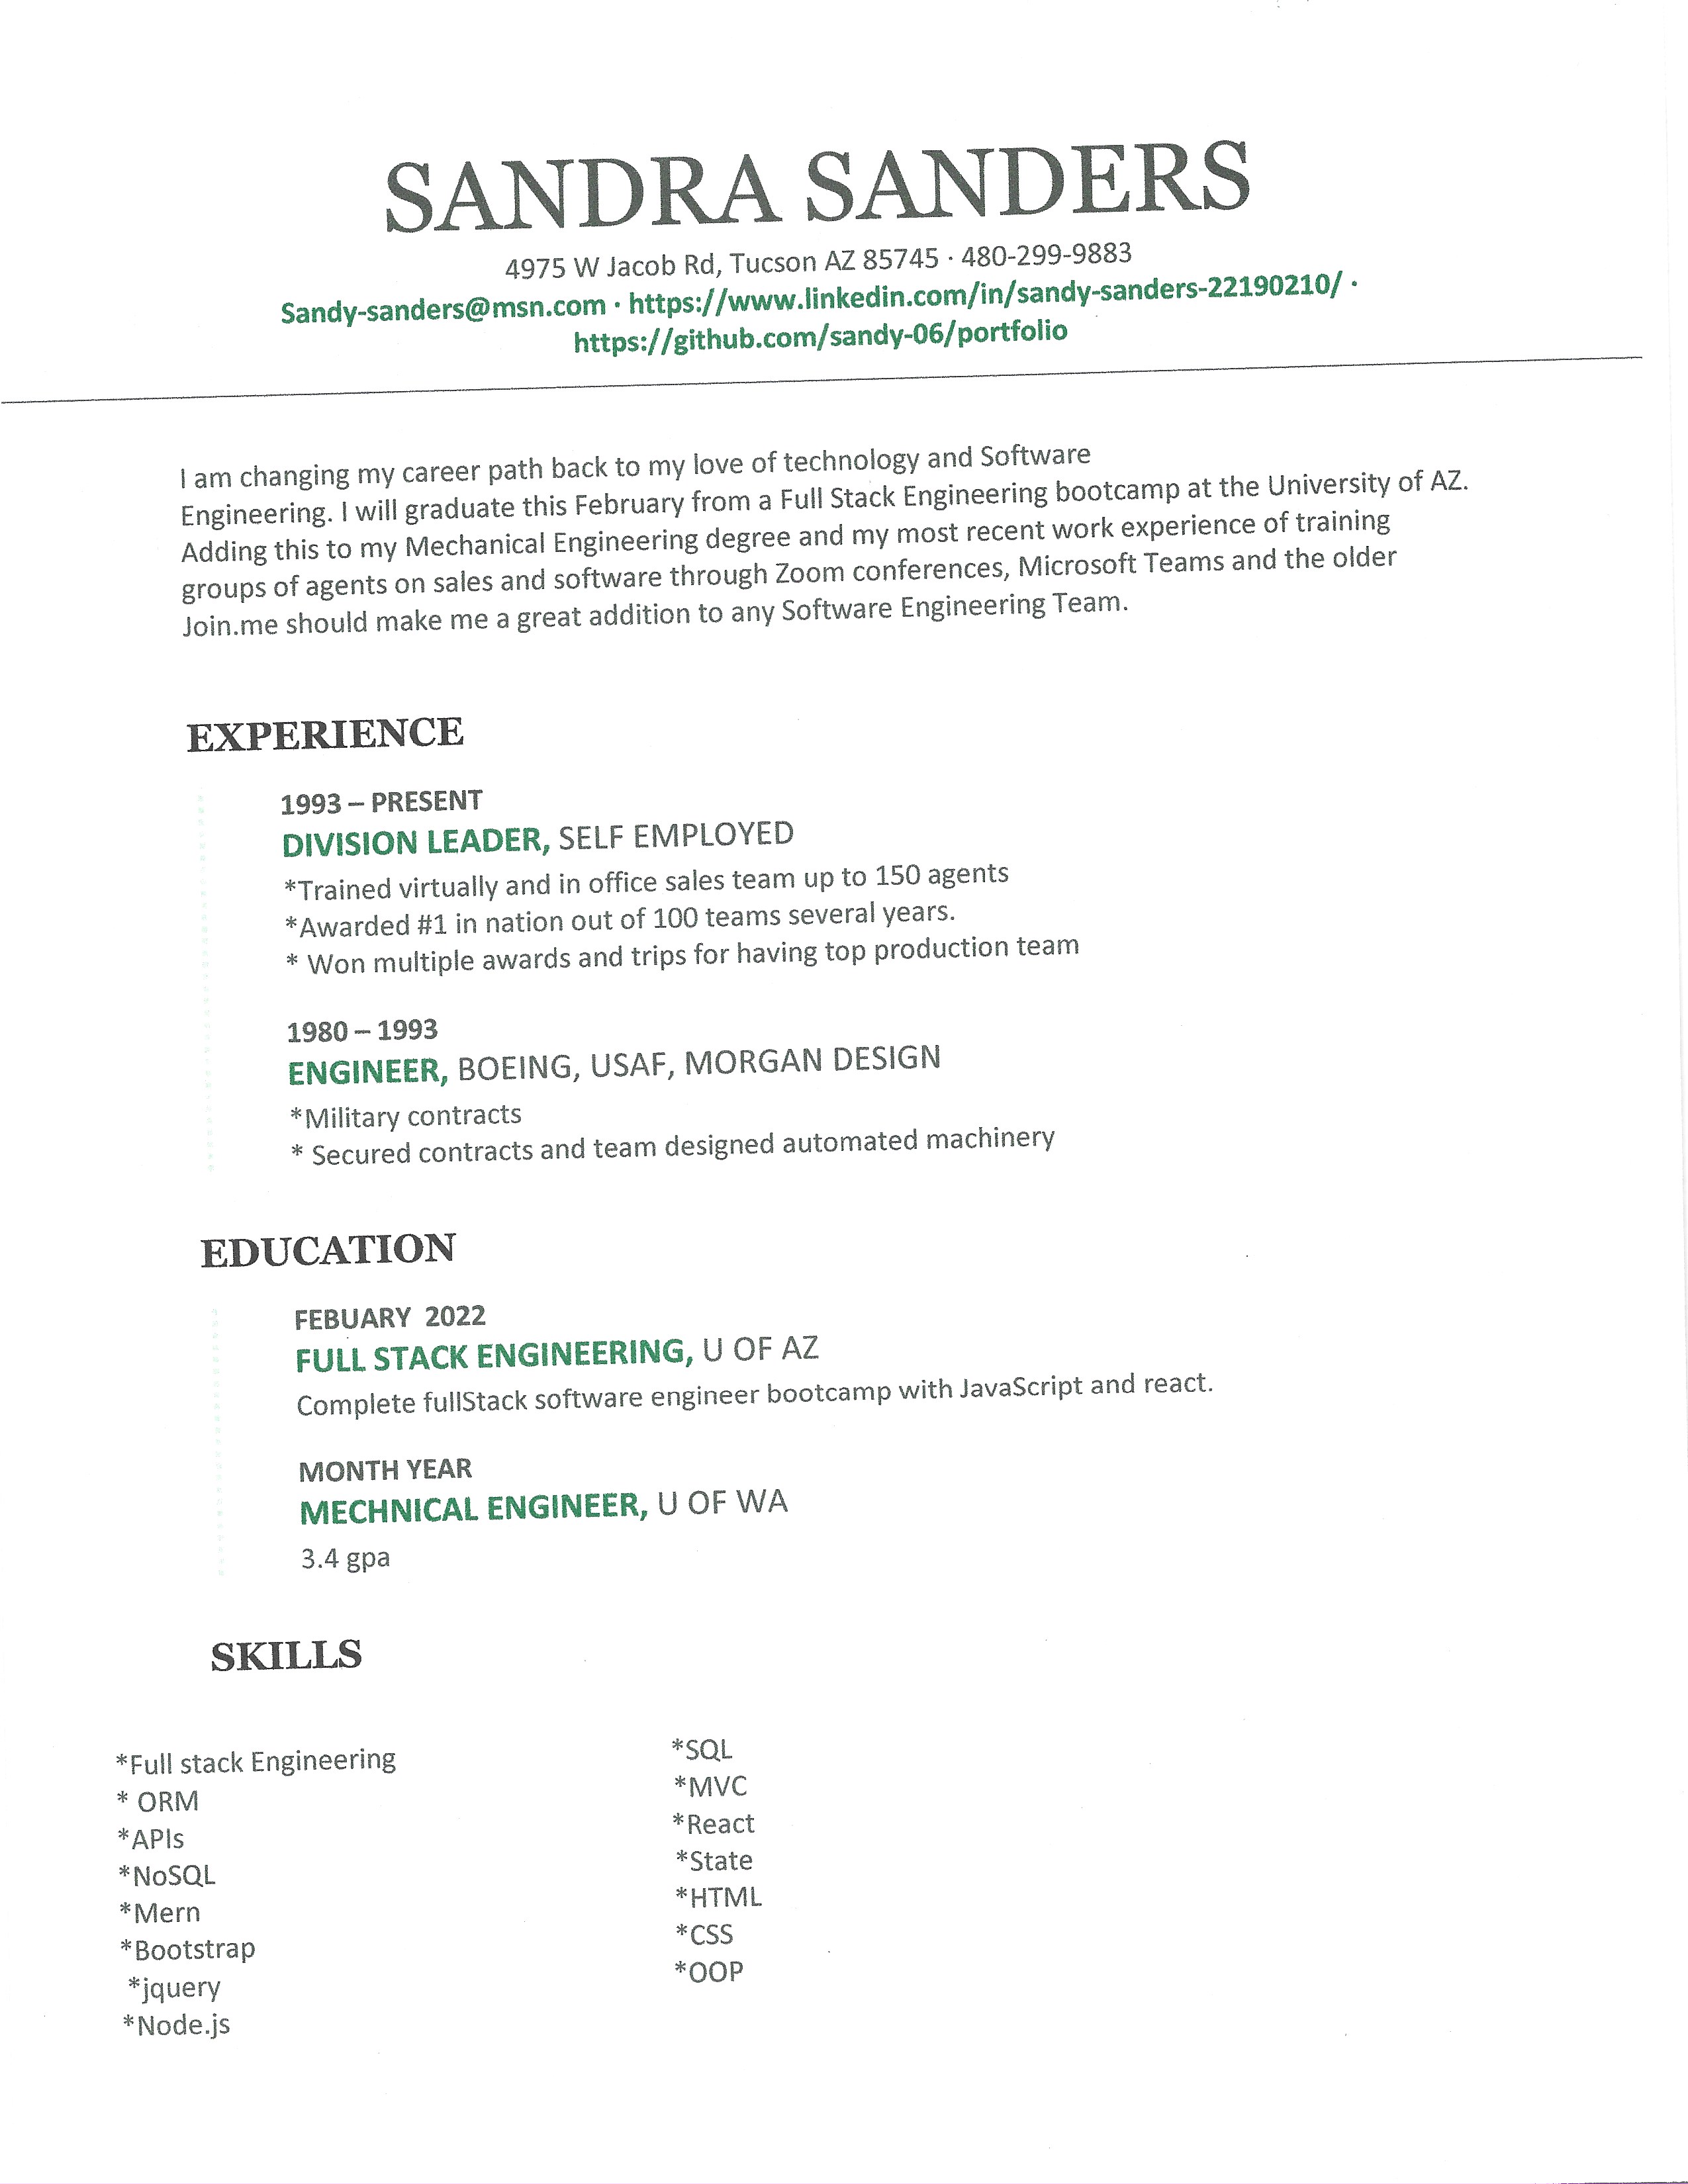 SANDRA SANDERS
4975 W Jacob Rd, Tucson AZ 85745 · 480-299-9883
Sandy-sanders@msn.com · https://www.linkedin.com/in/sandy-sanders-22190210/ ·
https://github.com/sandy-06/portfolio
I am changing my career path back to my love of technology and Software
Engineering. I will graduate this February from a Full Stack Engineering bootcamp at the University of AZ.
Adding this to my Mechanical Engineering degree and my most recent work experience of training
groups of agents on sales and software through Zoom conferences, Microsoft Teams and the older
Join.me should make me a great addition to any Software Engineering Team.
EXPERIENCE
1993 – PRESENT
DIVISION LEADER, SELF EMPLOYED
*Trained virtually and in office sales team up to 150 agents
*Awarded #1 in nation out of 100 teams several years.
* Won multiple awards and trips for having top production team
1980 – 1993
ENGINEER, BOEING, USAF, MORGAN DESIGN
*Military contracts
* Secured contracts and team designed automated machinery
EDUCATION
FEBUARY 2022
FULL STACK ENGINEERING, U OF AZ
Complete fullStack software engineer bootcamp with JavaScript and react.
MONTH YEAR
MECHNICAL ENGINEER, U OF WA
3.4 gpa
SKILLS
*Full stack Engineering
* ORM
*APIs
*NoSQL
*Mern
*Bootstrap
*jquery
*Node.js
*SQL
*MVC
*React
*State
*HTML
*CSS
*OOP